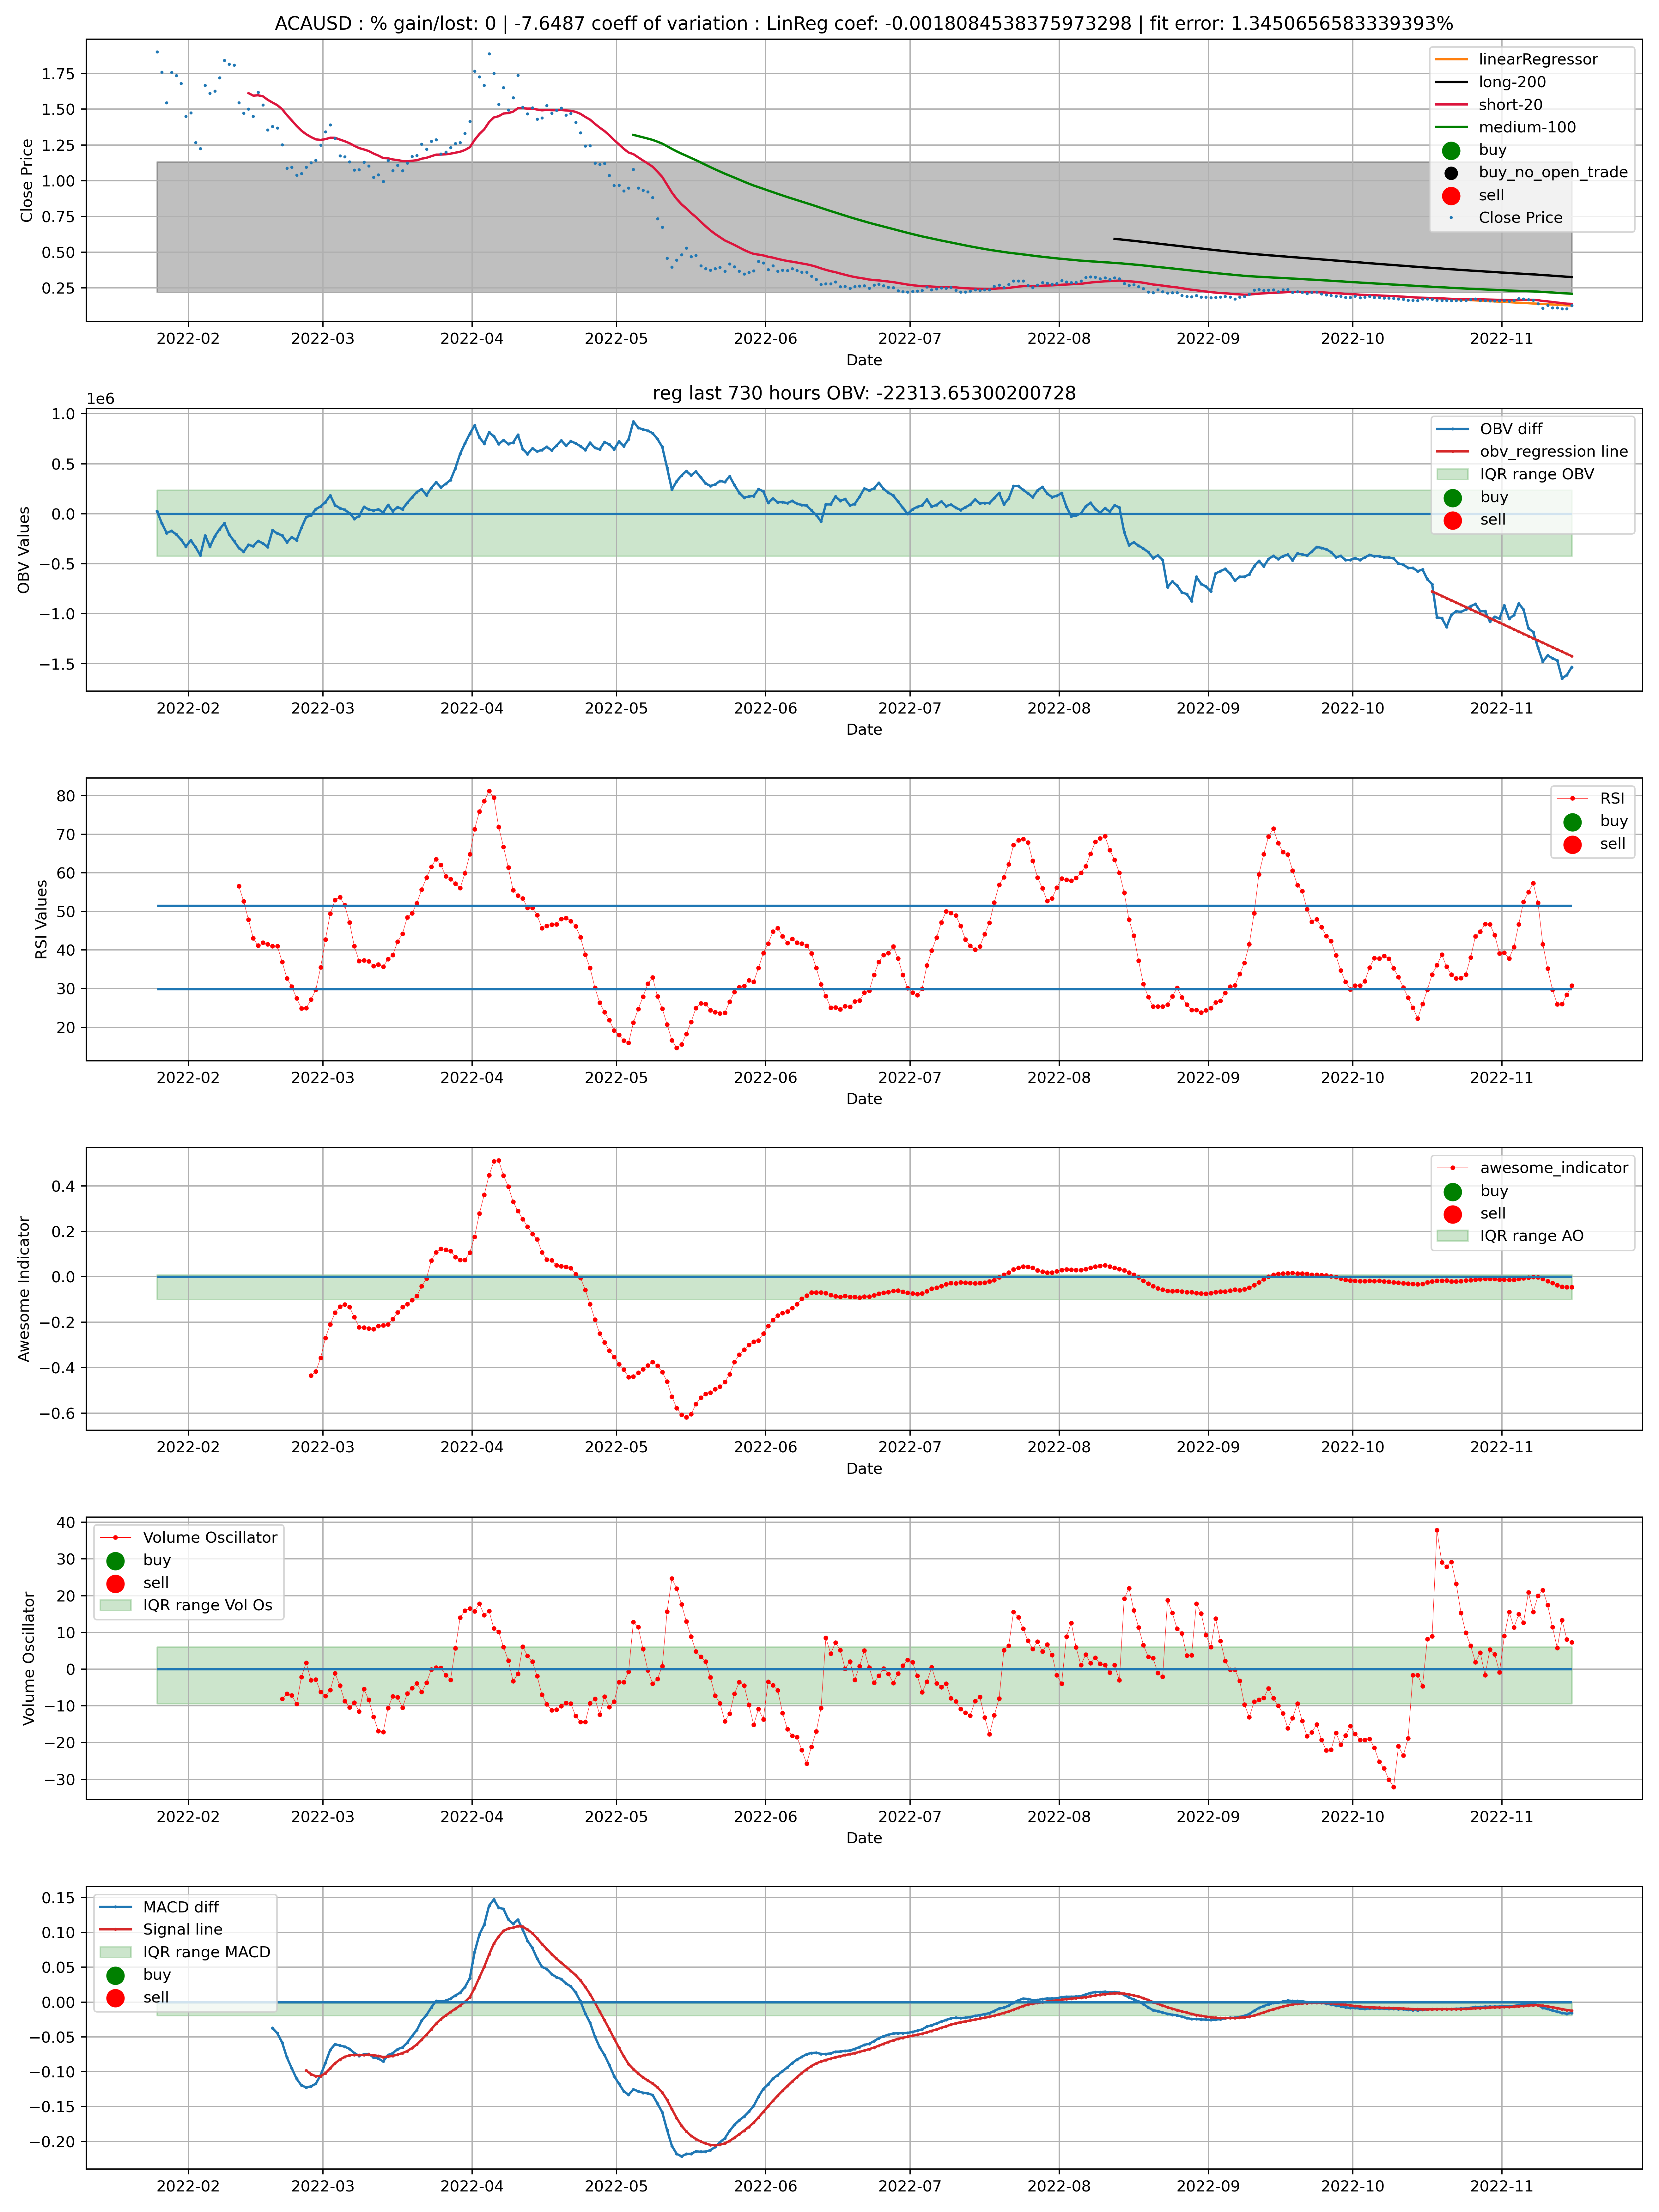 ACAUSD : % gain/lost: 0 | -7.6487 coeff of variation : LinReg coef: -0.0018084538375973298 | fit error: 1.3450656583339393%
Close Price
1.75
1.50
1.25
1.00
0.75
0.50
0.25
linearRegressor
long-200
short-20
medium-100
buy
buy_no_open_trade
sell
Close Price
2022-02 2022-03 2022-04 2022-05 2022-06 2022-07 2022-08 2022-09 2022-10 2022-11
Date
reg last 730 hours OBV: -22313.65300200728
1e6
OBV Values
1.0
0.5
0.0
−0.5
−1.0
−1.5
OBV diff
obv_regression line
IQR range OBV
buy
sell
2022-02 2022-03 2022-04 2022-05 2022-06 2022-07 2022-08 2022-09 2022-10 2022-11
Date
RSI Values
80
70
60
50
40
30
20
RSI
buy
sell
2022-02 2022-03 2022-04 2022-05 2022-06 2022-07 2022-08 2022-09 2022-10 2022-11
Date
Awesome Indicator
0.4
0.2
0.0
−0.2
−0.4
−0.6
awesome_indicator
buy
sell
IQR range AO
2022-02 2022-03 2022-04 2022-05 2022-06 2022-07 2022-08 2022-09 2022-10 2022-11
Date
Volume Oscillator
40
30
20
10
0
−10
−20
−30
Volume Oscillator
buy
sell
IQR range Vol Os
2022-02 2022-03 2022-04 2022-05 2022-06 2022-07 2022-08 2022-09 2022-10 2022-11
Date
0.15
0.10
0.05
0.00
−0.05
−0.10
−0.15
−0.20
MACD diff
Signal line
IQR range MACD
buy
sell
2022-02 2022-03 2022-04 2022-05 2022-06 2022-07 2022-08 2022-09 2022-10 2022-11